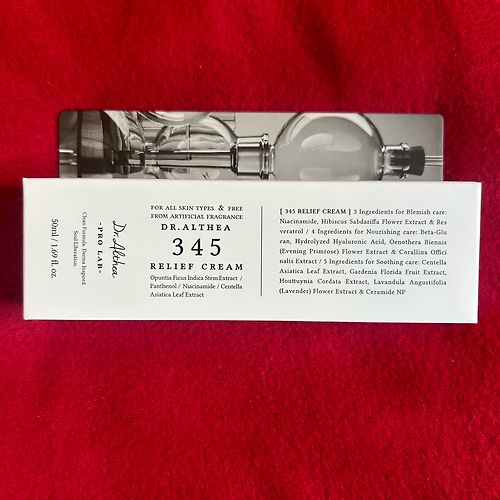 FOR ALL SKIN TYPES & FREE
FROM ARTIFICIAL FRAGRANCE
DR.ALTHEA
345
RELIEF CREAM
Opuntia Ficus Indica Stem Extract /
Panthenol / Niacinamide / Centella
Asiatica Leaf Extract
[ 345 RELIEF CREAM ] 3 Ingredients for Blemish care:
Niacinamide, Hibiscus Sabdariffa Flower Extract & Res
veratrol / 4 Ingredients for Nourishing care: Beta-Glu
can, Hydrolyzed Hyaluronic Acid, Oenothera Biennis
(Evening Primrose) Flower Extract & Corallina Offici
nalis Extract / 5 Ingredients for Soothing care: Centella
Asiatica Leaf Extract, Gardenia Florida Fruit Extract,
Houttuynia Cordata Extract, Lavandula Angustifolia
(Lavender) Flower Extract & Ceramide NP
Dr.Althea
- PRO LAB -
Clean Formula. Derma Inspired.
Soul Liberation.
50ml / 1.69 fl. oz.